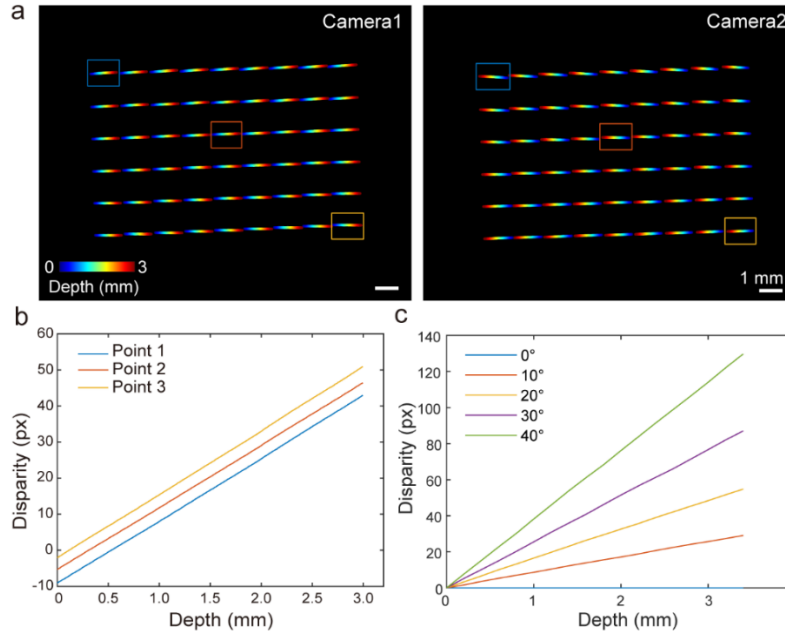 a
Camera1
Camera2
0 3
Depth (mm)
1 mm
b
c
60
50
40
30
20
10
0
-10
Disparity (px)
Point 1
Point 2
Point 3
0 0.5 1.0 1.5 2.0 2.5 3.0
Depth (mm)
140
120
100
80
60
40
20
0
Disparity (px)
0°
10°
20°
30°
40°
0 1 2 3
Depth (mm)